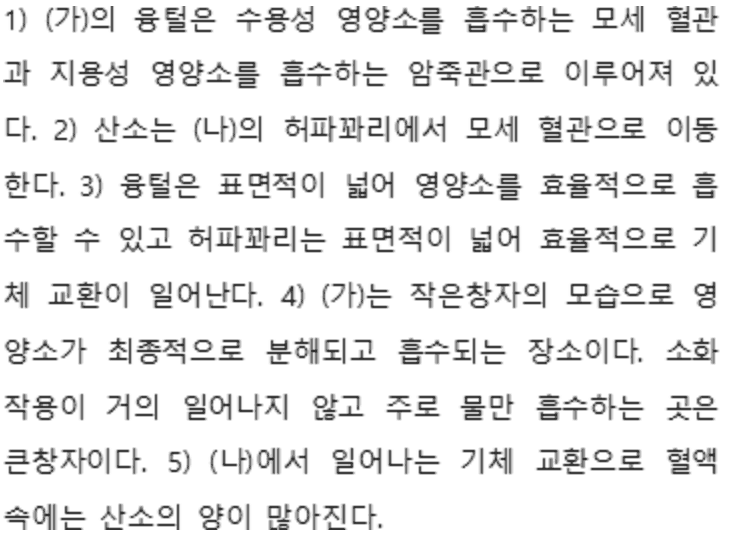 1) (가)의 융털은 수용성 영양소를 흡수하는 모세 혈관
과 지용성 영양소를 흡수하는 암죽관으로 이루어져 있
다. 2) 산소는 (나)의 허파꽈리에서 모세 혈관으로 이동
한다. 3) 융털은 표면적이 넓어 영양소를 효율적으로 흡
수할 수 있고 허파꽈리는 표면적이 넓어 효율적으로 기
체 교환이 일어난다. 4) (가)는 작은창자의 모습으로 영
양소가 최종적으로 분해되고 흡수되는 장소이다. 소화
작용이 거의 일어나지 않고 주로 물만 흡수하는 곳은
큰창자이다. 5) (나)에서 일어나는 기체 교환으로 혈액
속에는 산소의 양이 많아진다.